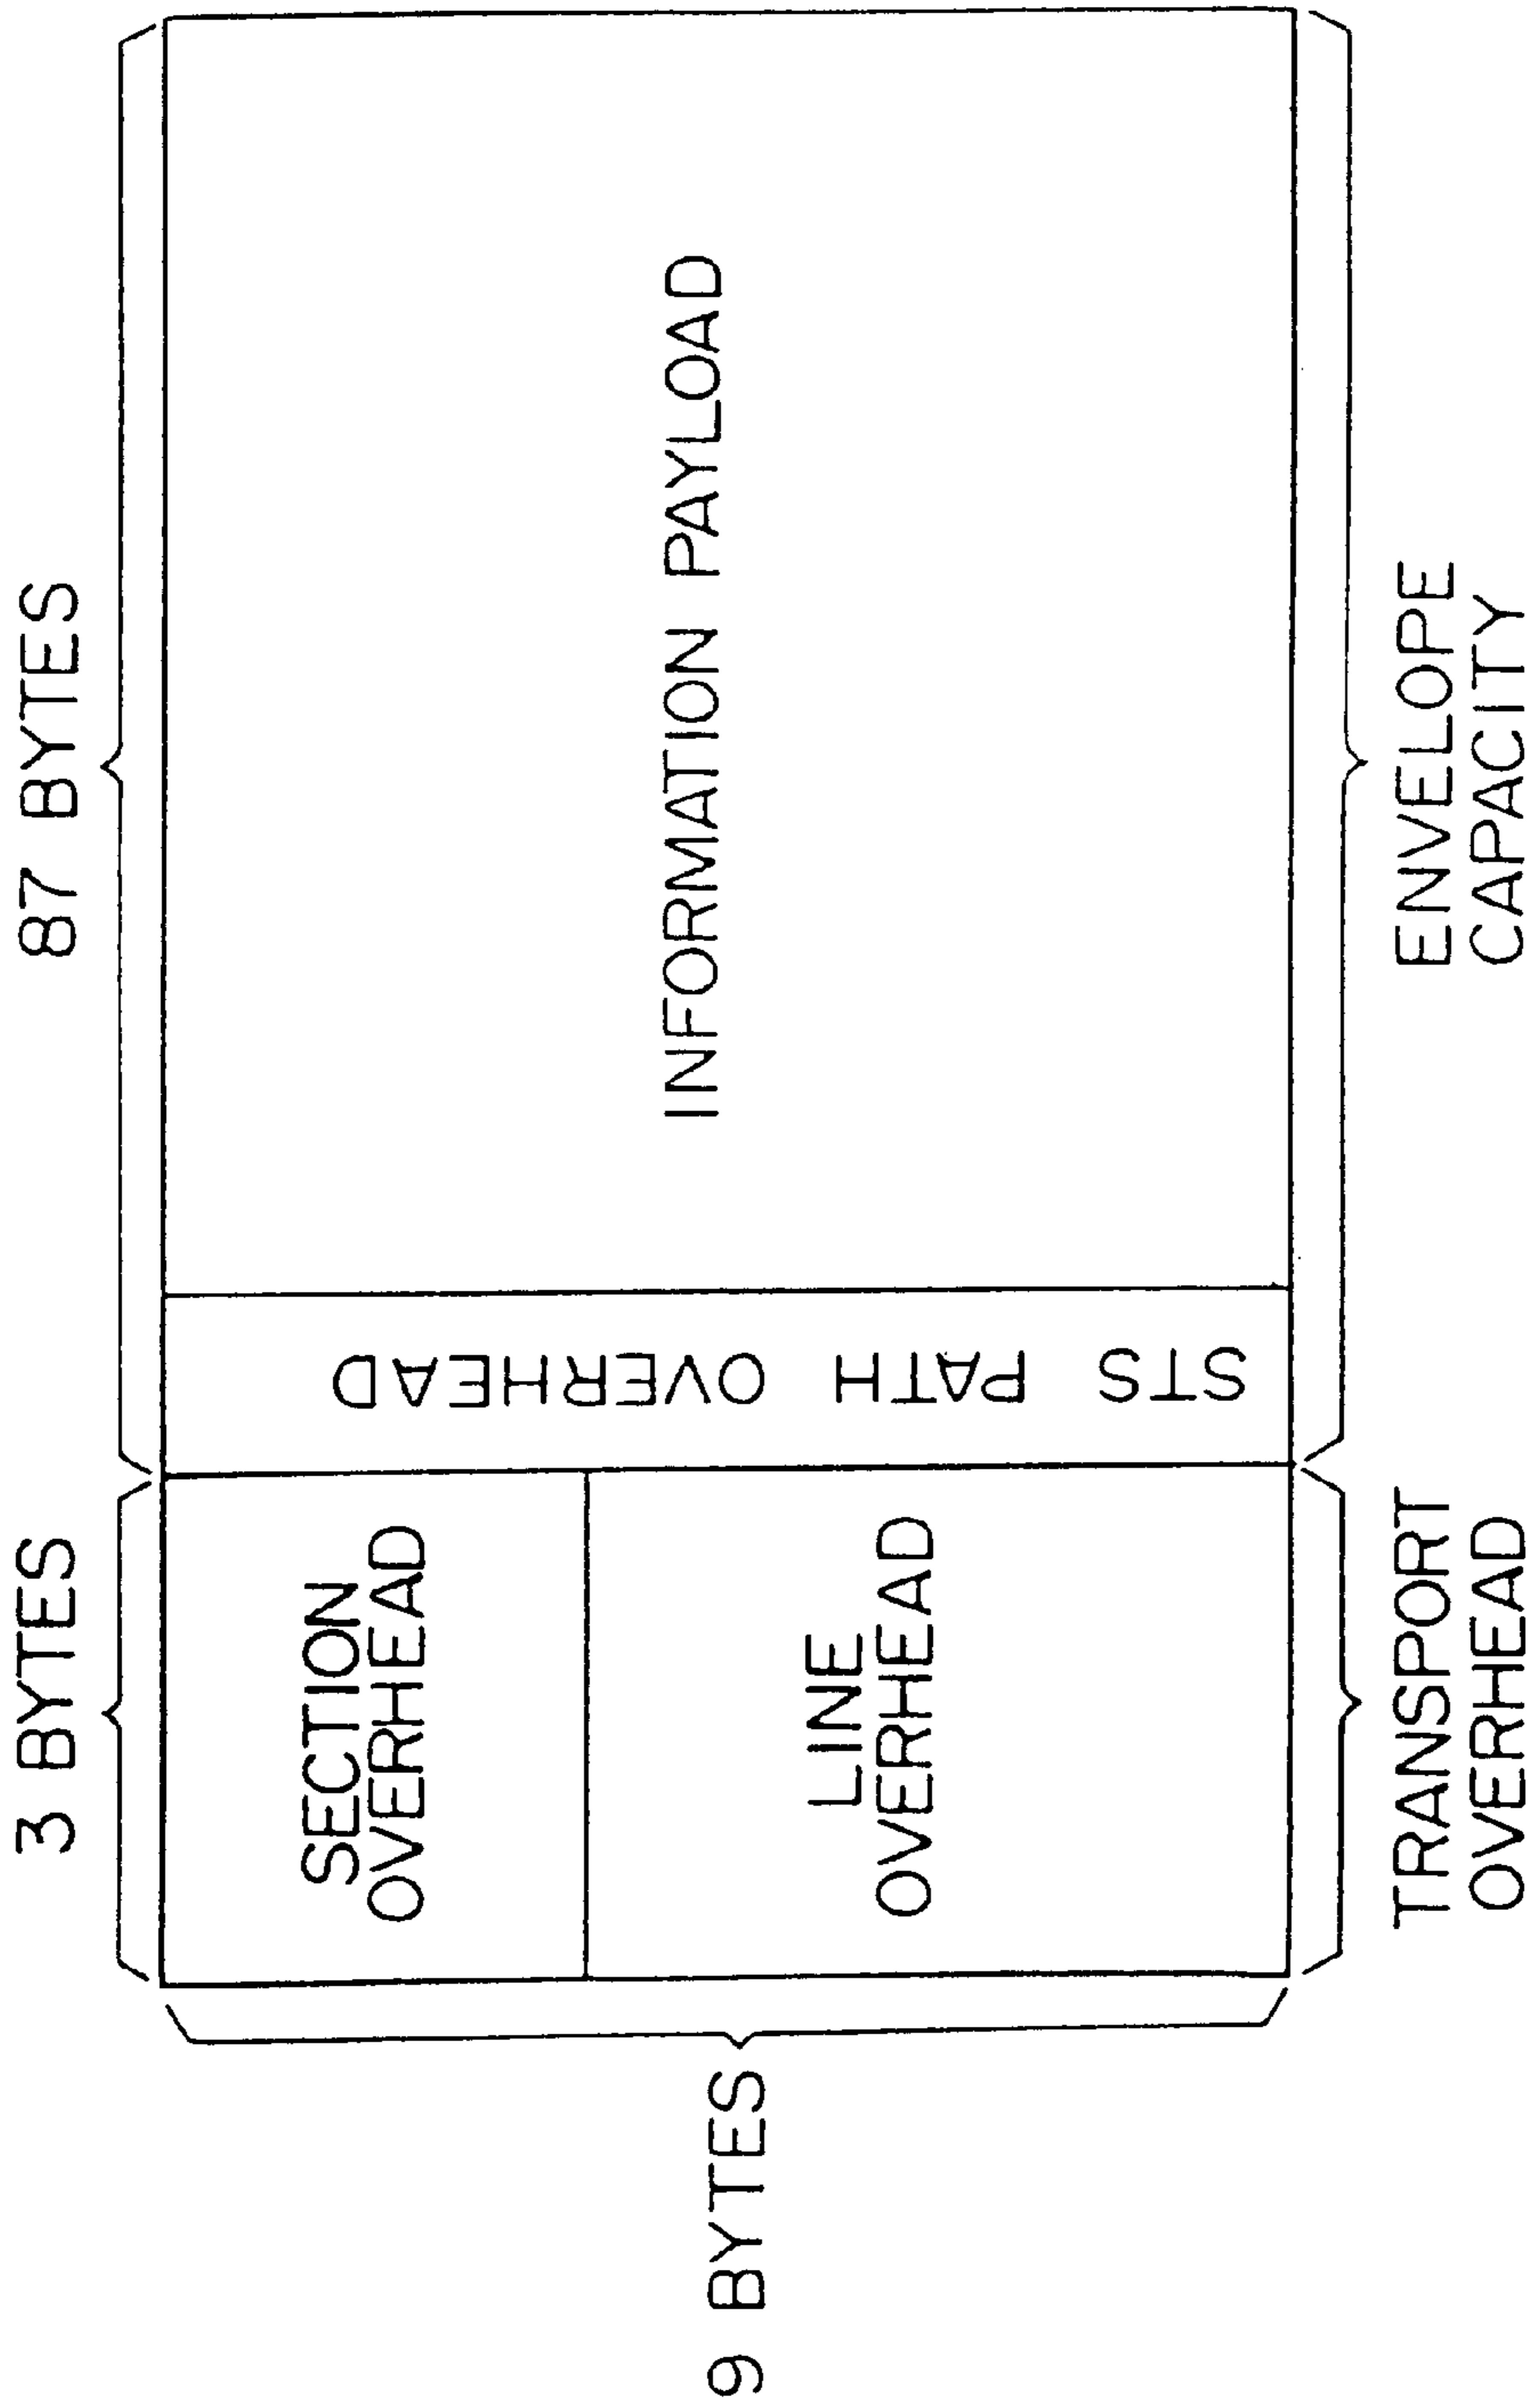 3 BYTES
87 BYTES
9 BYTES
SECTION
OVERHEAD
LINE
OVERHEAD
STS PATH OVERHEAD
INFORMATION PAYLOAD
TRANSPORT
OVERHEAD
ENVELOPE
CAPACITY